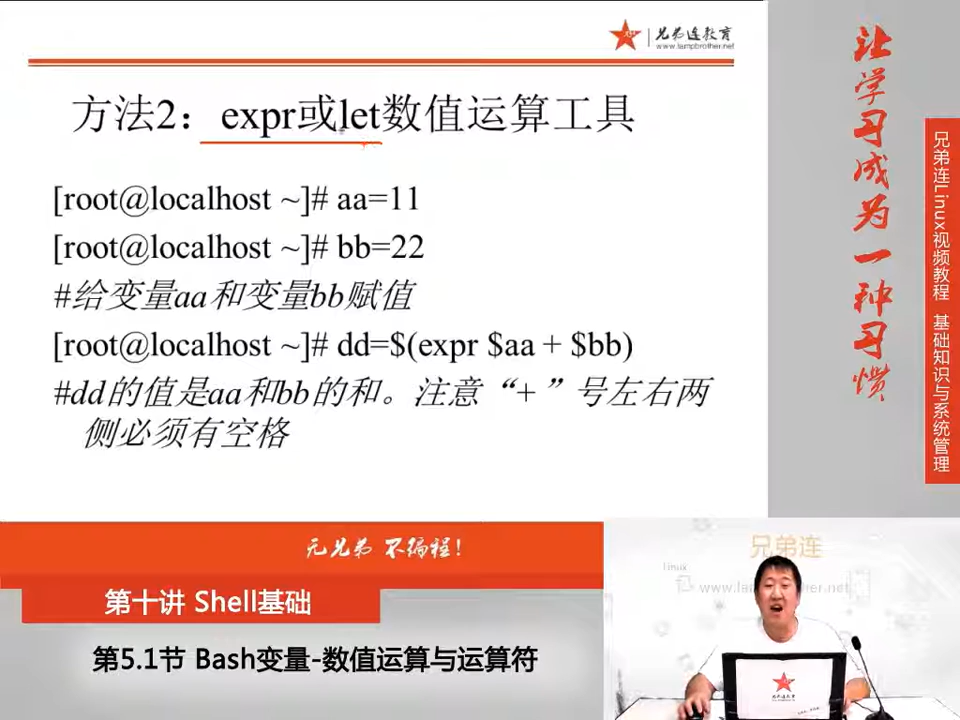 兄弟连教育
www.lampbrother.net
方法2：expr或let数值运算工具
[root@localhost ~]# aa=11
[root@localhost ~]# bb=22
#给变量aa和变量bb赋值
[root@localhost ~]# dd=$(expr $aa + $bb)
#dd的值是aa和bb的和。注意“+ ”号左右两
侧必须有空格
让学习成为一种习惯
兄弟连Linux视频教程 基础知识与系统管理
无兄弟 不编程！
第十讲 Shell基础
第5.1节 Bash变量-数值运算与运算符
兄弟连
Linux